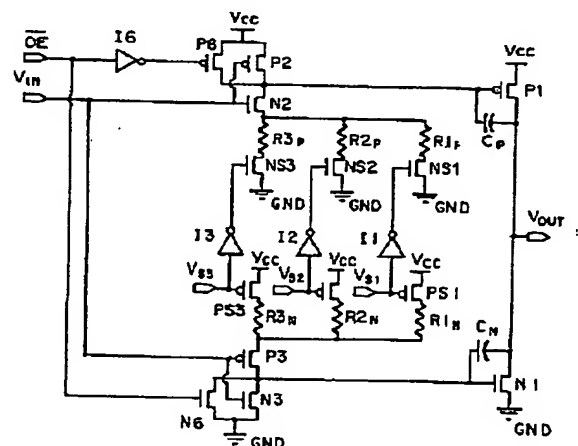 OE
I6
Vcc
P6
P2
Vcc
VIN
P1
N2
CP
R3P
R2P
R1P
NS3
NS2
NS1
GND
GND
GND
VOUT
I3
I2
I1
Vcc
Vcc
Vcc
VS3
VS2
VS1
PS3
PS1
R3N
R2N
R1N
CN
P3
N1
N6
N3
GND
GND